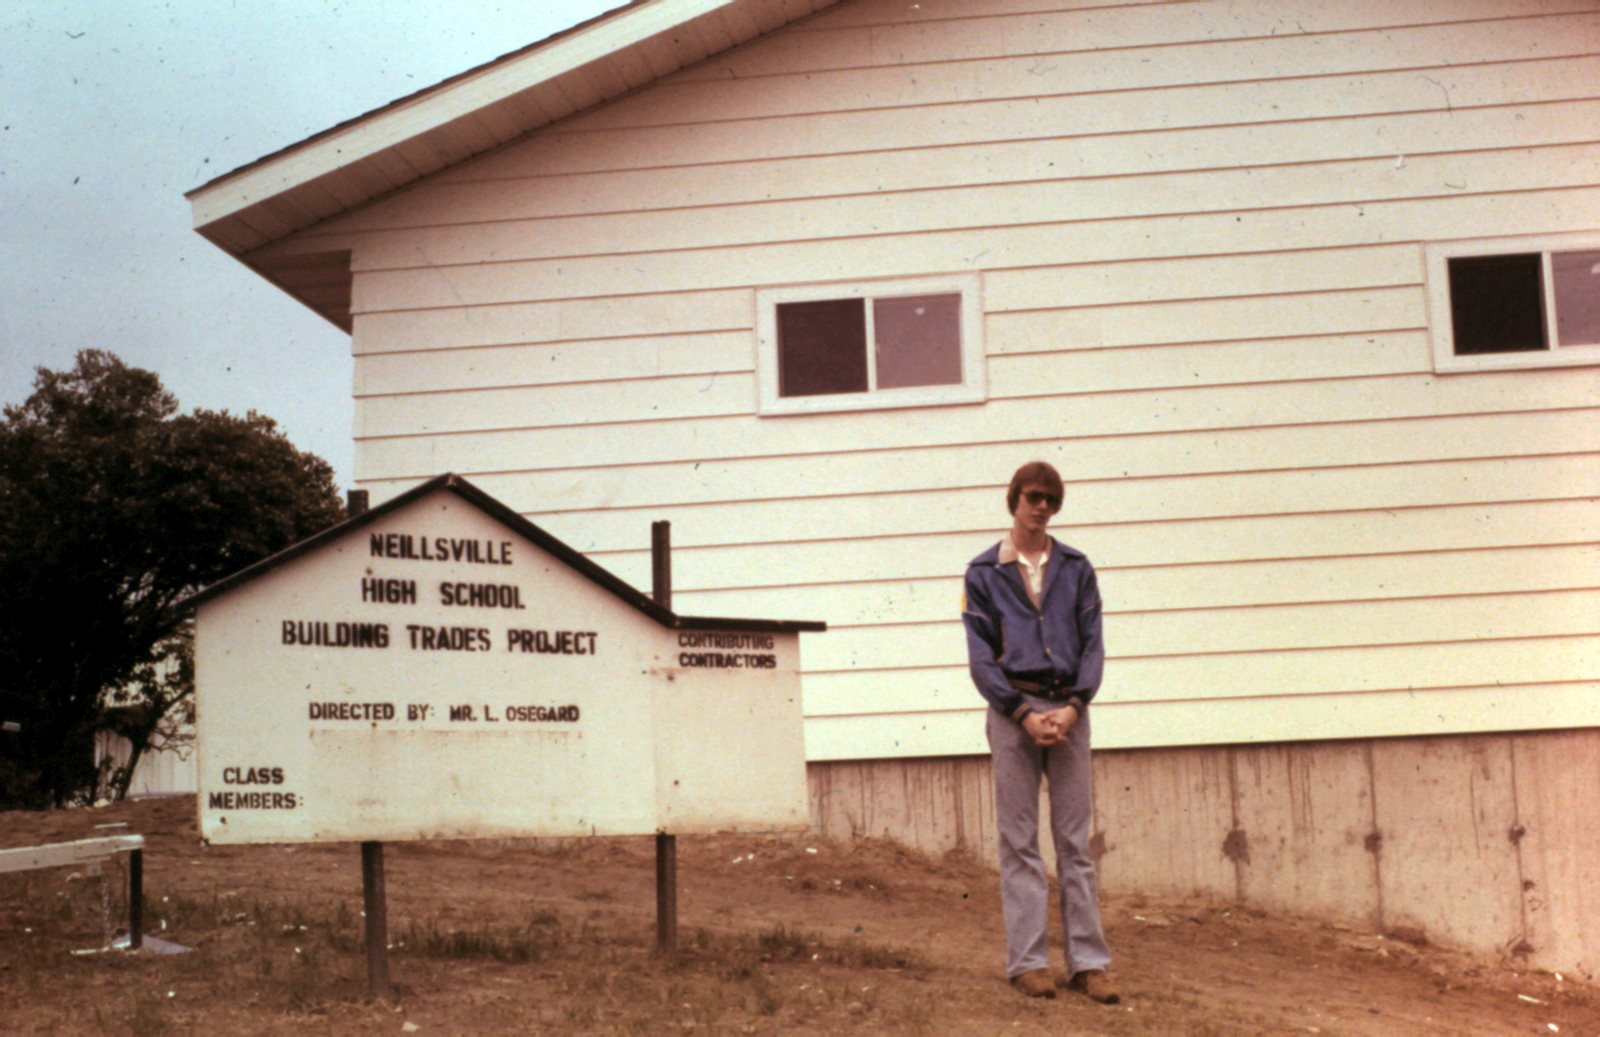 NEILLSVILLE
HIGH SCHOOL
BUILDING TRADES PROJECT
DIRECTED BY: MR. L. OSEGARD
CLASS
MEMBERS:
CONTRIBUTING
CONTRACTORS